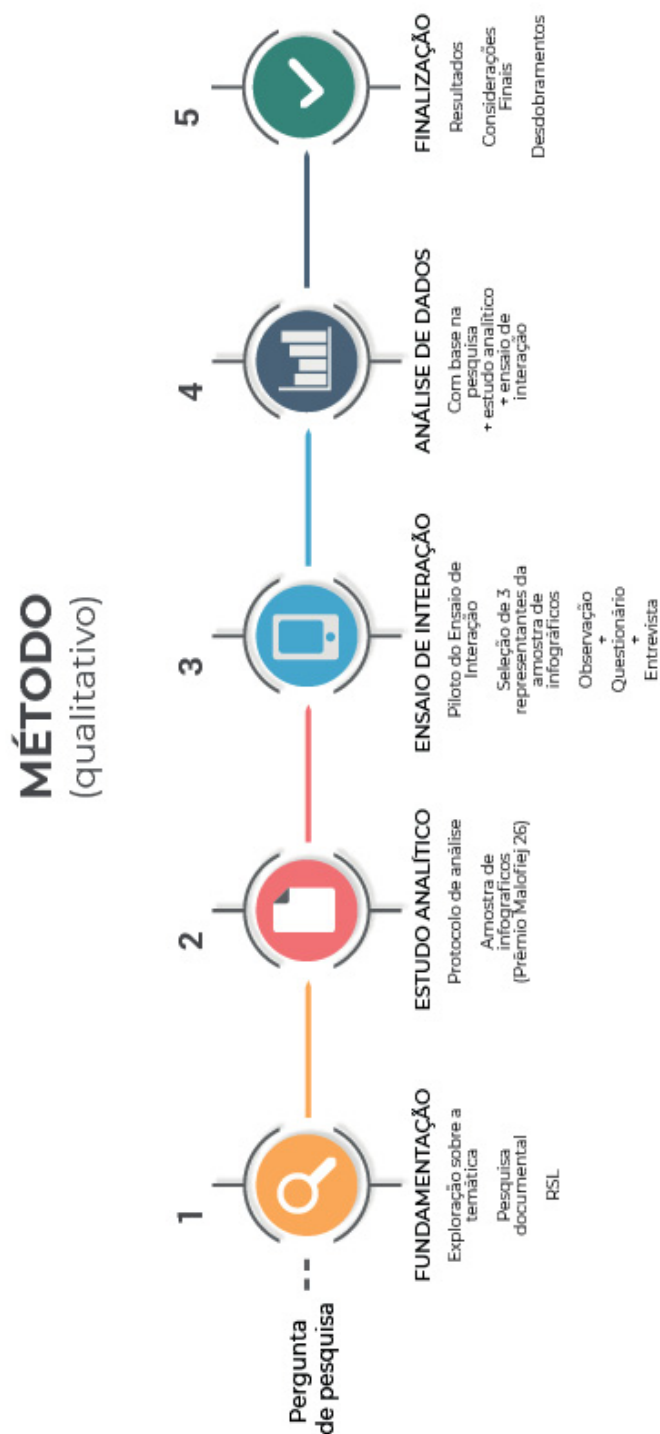 MÉTODO
(qualitativo)
Pergunta
de pesquisa
1
FUNDAMENTAÇÃO
Exploração sobre a
temática
Pesquisa
documental
RSL
2
ESTUDO ANALÍTICO
Protocolo de análise
Amostra de
infográficos
(Prêmio Malofiej 26)
3
ENSAIO DE INTERAÇÃO
Piloto do Ensaio de
Interação
Seleção de 3
representantes da
amostra de
infográficos
Observação
+
Questionário
+
Entrevista
4
ANÁLISE DE DADOS
Com base na
pesquisa
+ estudo analítico
+ ensaio de
interação
5
FINALIZAÇÃO
Resultados
Considerações
Finais
Desdobramentos